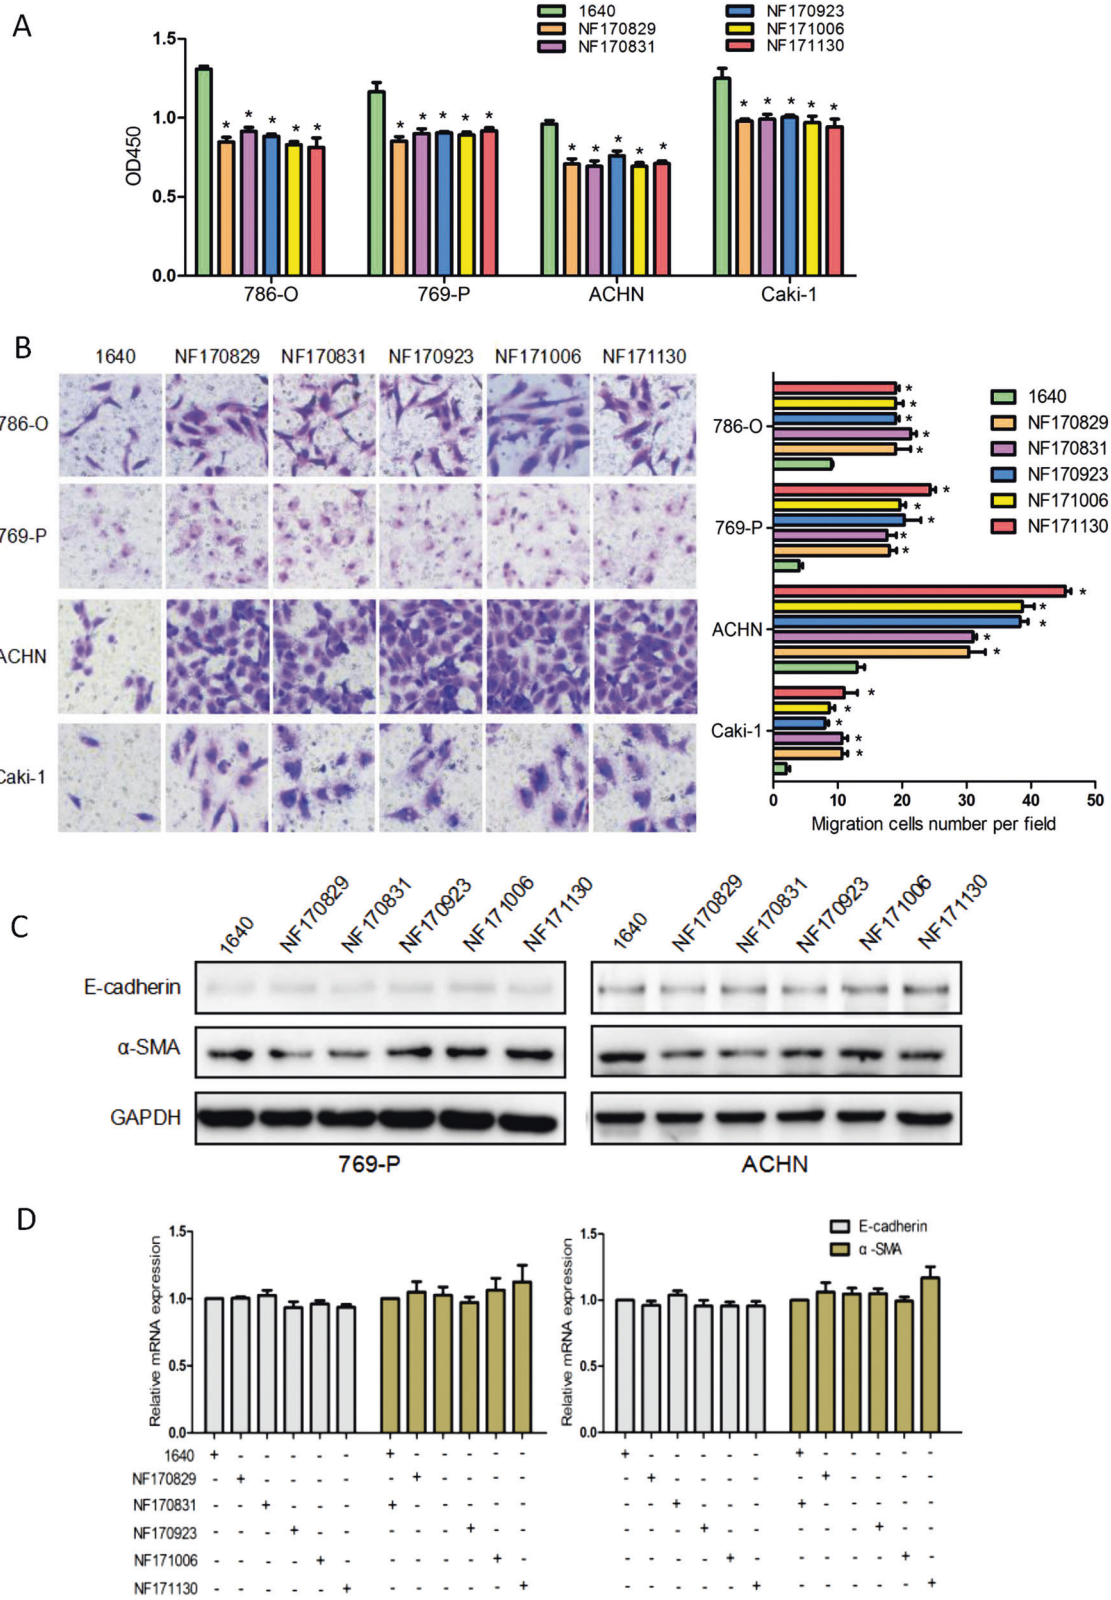 A
1640
NF170829
NF170831
NF170923
NF171006
NF171130
OD450
1.5
1.0
0.5
0.0
* * * * *
* * * * *
* * * * *
* * * * *
786-O
769-P
ACHN
Caki-1
B
1640 NF170829 NF170831 NF170923 NF171006 NF171130
786-O
769-P
ACHN
Caki-1
786-O
769-P
ACHN
Caki-1
* * * * *
* * * * *
* * * * *
* * * * *
0 10 20 30 40 50
Migration cells number per field
1640
NF170829
NF170831
NF170923
NF171006
NF171130
C
1640 NF170829 NF170831 NF170923 NF171006 NF171130
1640 NF170829 NF170831 NF170923 NF171006 NF171130
E-cadherin
α-SMA
GAPDH
769-P
ACHN
D
Relative mRNA expression
1.5
1.0
0.5
0.0
Relative mRNA expression
1.5
1.0
0.5
0.0
E-cadherin
α -SMA
1640 + - - - - - + - - - - - + - - - - - + - - - - -
NF170829 - + - - - - - + - - - - - + - - - - - + - - - -
NF170831 - - + - - - + - - - - - - - + - - - + - - - - -
NF170923 - - - + - - - - - + - - - - - + - - - - - + - -
NF171006 - - - - + - - - - - + - - - - - + - - - - - + -
NF171130 - - - - - + - - - - - + - - - - - + - - - - - +